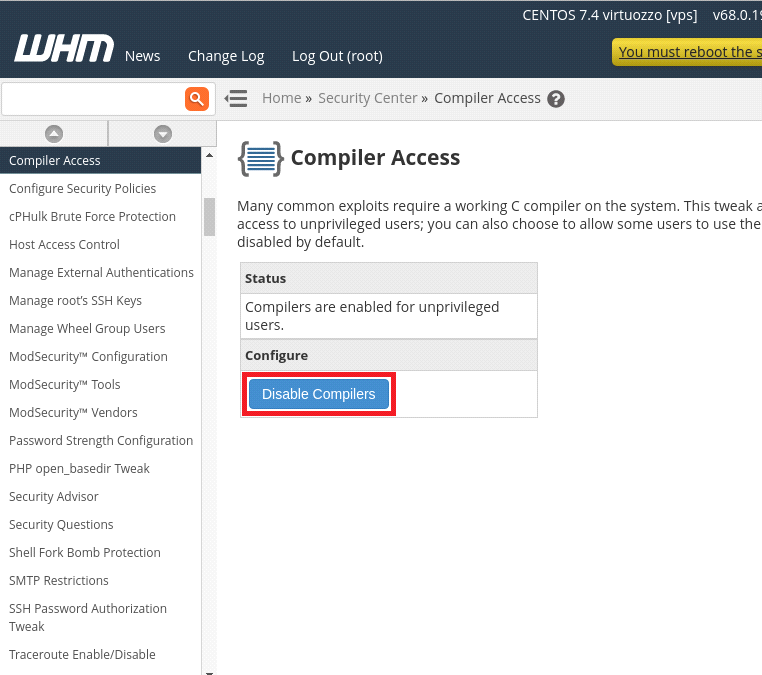 CENTOS 7.4 virtuozzo [vps] v68.0.19
WHM
News Change Log Log Out (root)
You must reboot the s
Home » Security Center » Compiler Access ?
Compiler Access
Configure Security Policies
cPHulk Brute Force Protection
Host Access Control
Manage External Authentications
Manage root's SSH Keys
Manage Wheel Group Users
ModSecurity™ Configuration
ModSecurity™ Tools
ModSecurity™ Vendors
Password Strength Configuration
PHP open_basedir Tweak
Security Advisor
Security Questions
Shell Fork Bomb Protection
SMTP Restrictions
SSH Password Authorization
Tweak
Traceroute Enable/Disable
Compiler Access
Many common exploits require a working C compiler on the system. This tweak a
access to unprivileged users; you can also choose to allow some users to use the
disabled by default.
Status
Compilers are enabled for unprivileged
users.
Configure
Disable Compilers